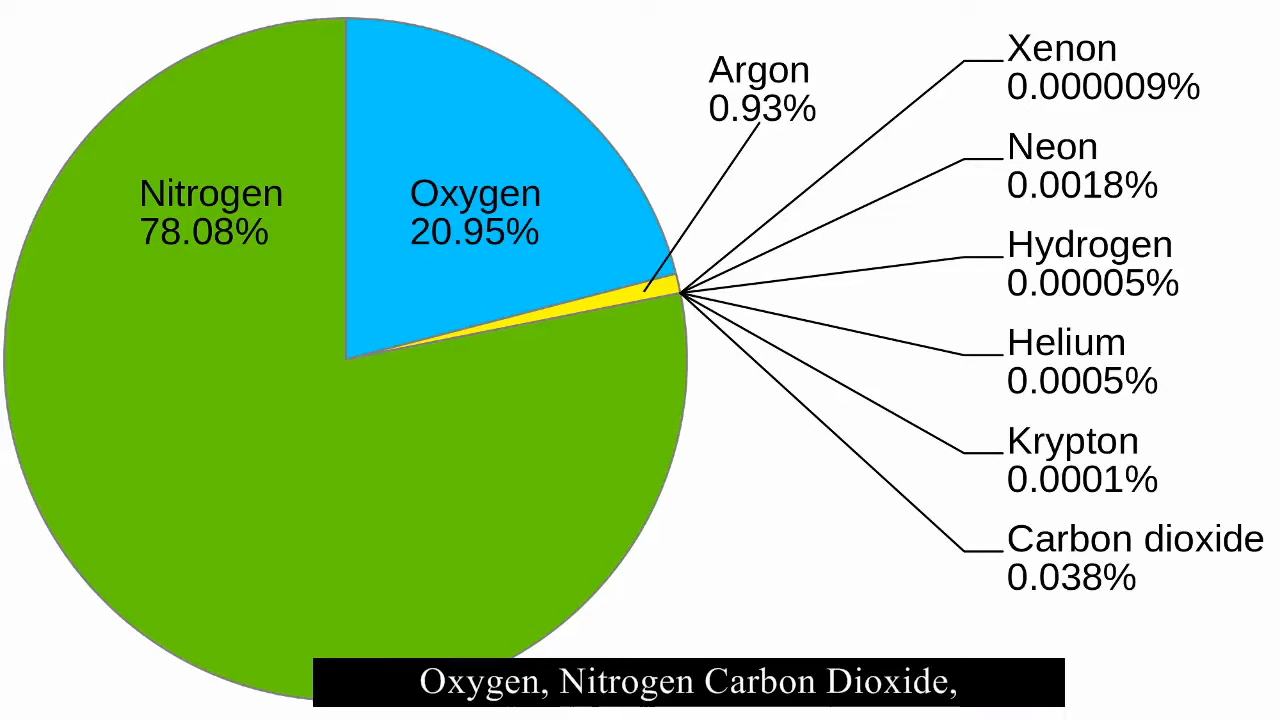 Nitrogen
78.08%
Oxygen
20.95%
Argon
0.93%
Xenon
0.000009%
Neon
0.0018%
Hydrogen
0.00005%
Helium
0.0005%
Krypton
0.0001%
Carbon dioxide
0.038%
Oxygen, Nitrogen Carbon Dioxide,